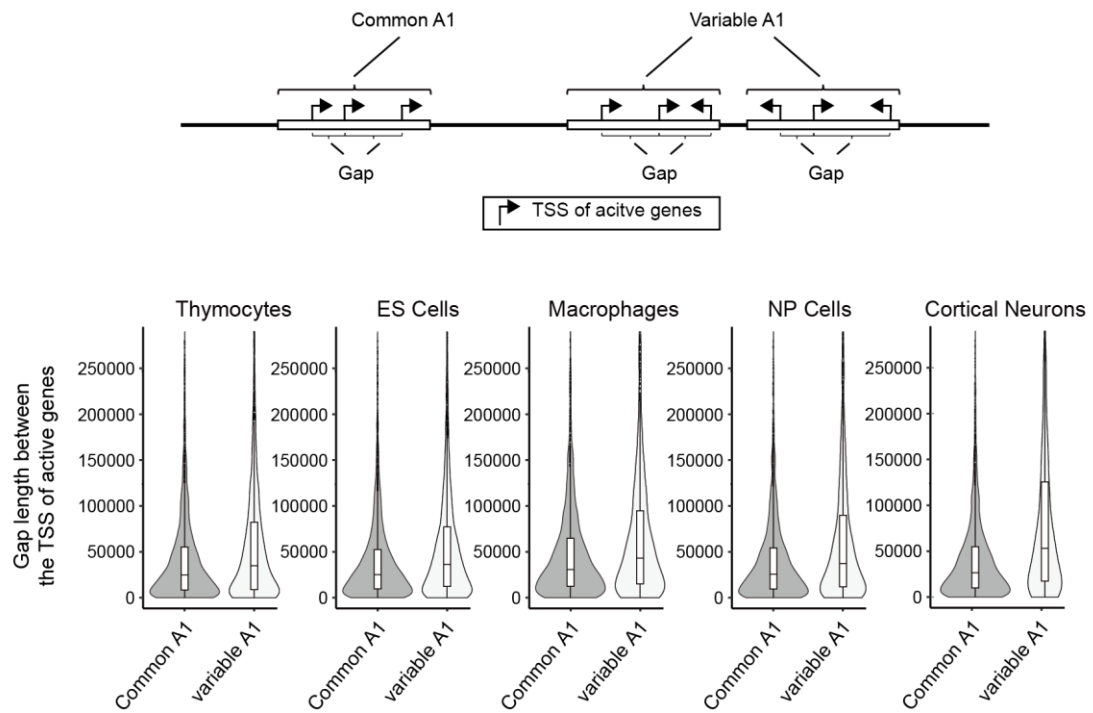 Common A1
Variable A1
Gap
Gap
Gap
TSS of acitve genes
Thymocytes
ES Cells
Macrophages
NP Cells
Cortical Neurons
Gap length between
the TSS of active genes
250000
200000
150000
100000
50000
0
250000
200000
150000
100000
50000
0
250000
200000
150000
100000
50000
0
250000
200000
150000
100000
50000
0
250000
200000
150000
100000
50000
0
Common A1
variable A1
Common A1
variable A1
Common A1
variable A1
Common A1
variable A1
Common A1
variable A1